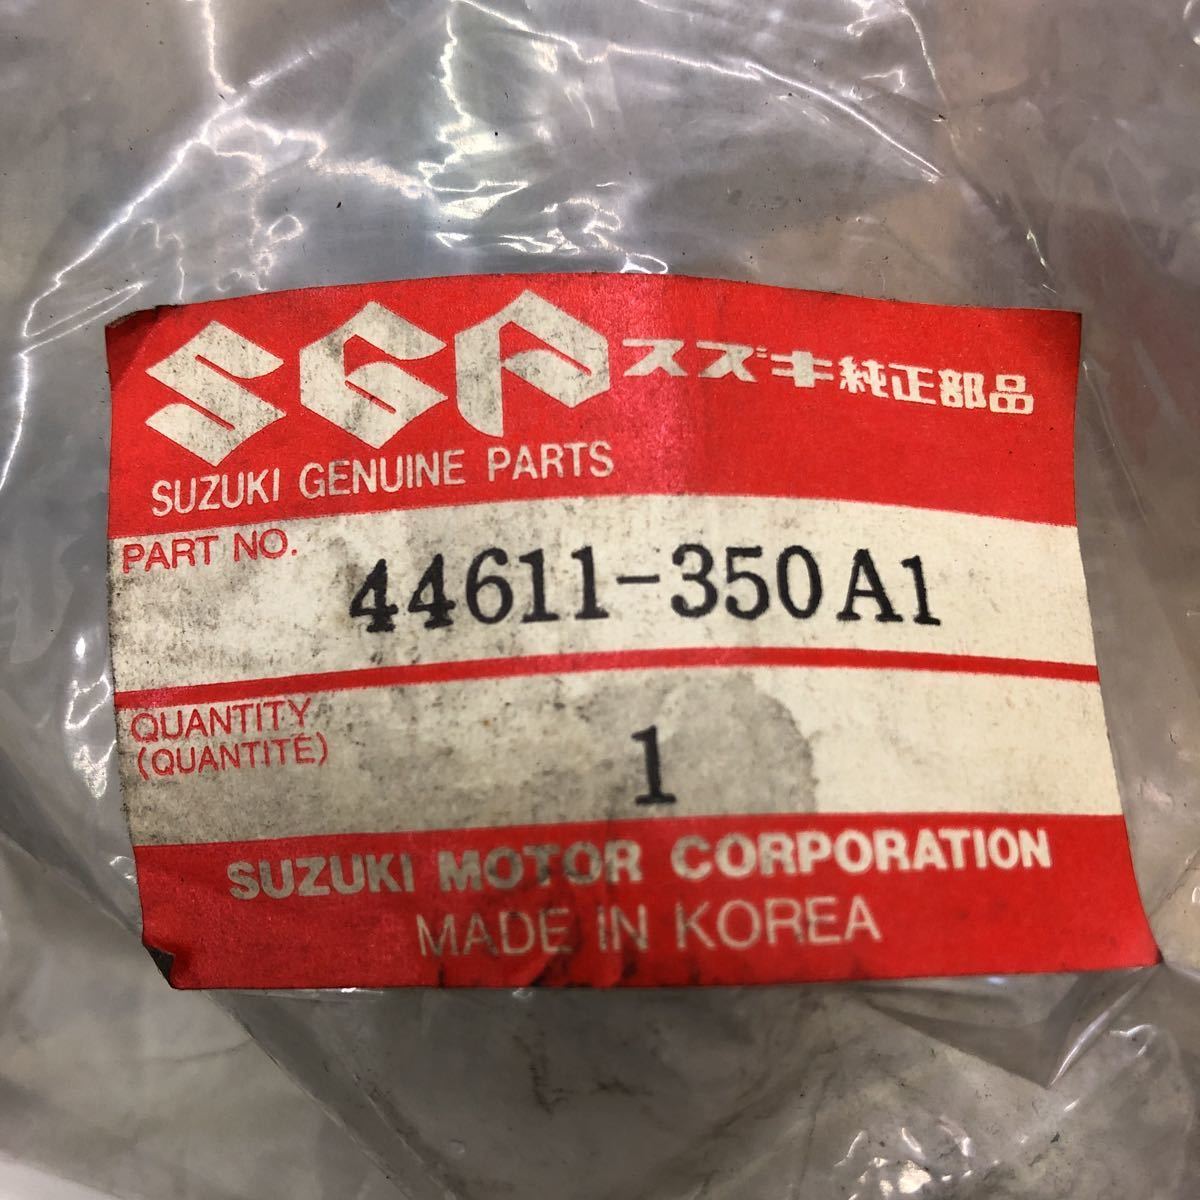 SGP スズキ純正部品
SUZUKI GENUINE PARTS
PART NO.
44611-350A1
QUANTITY
(QUANTITÉ)
1
SUZUKI MOTOR CORPORATION
MADE IN KOREA